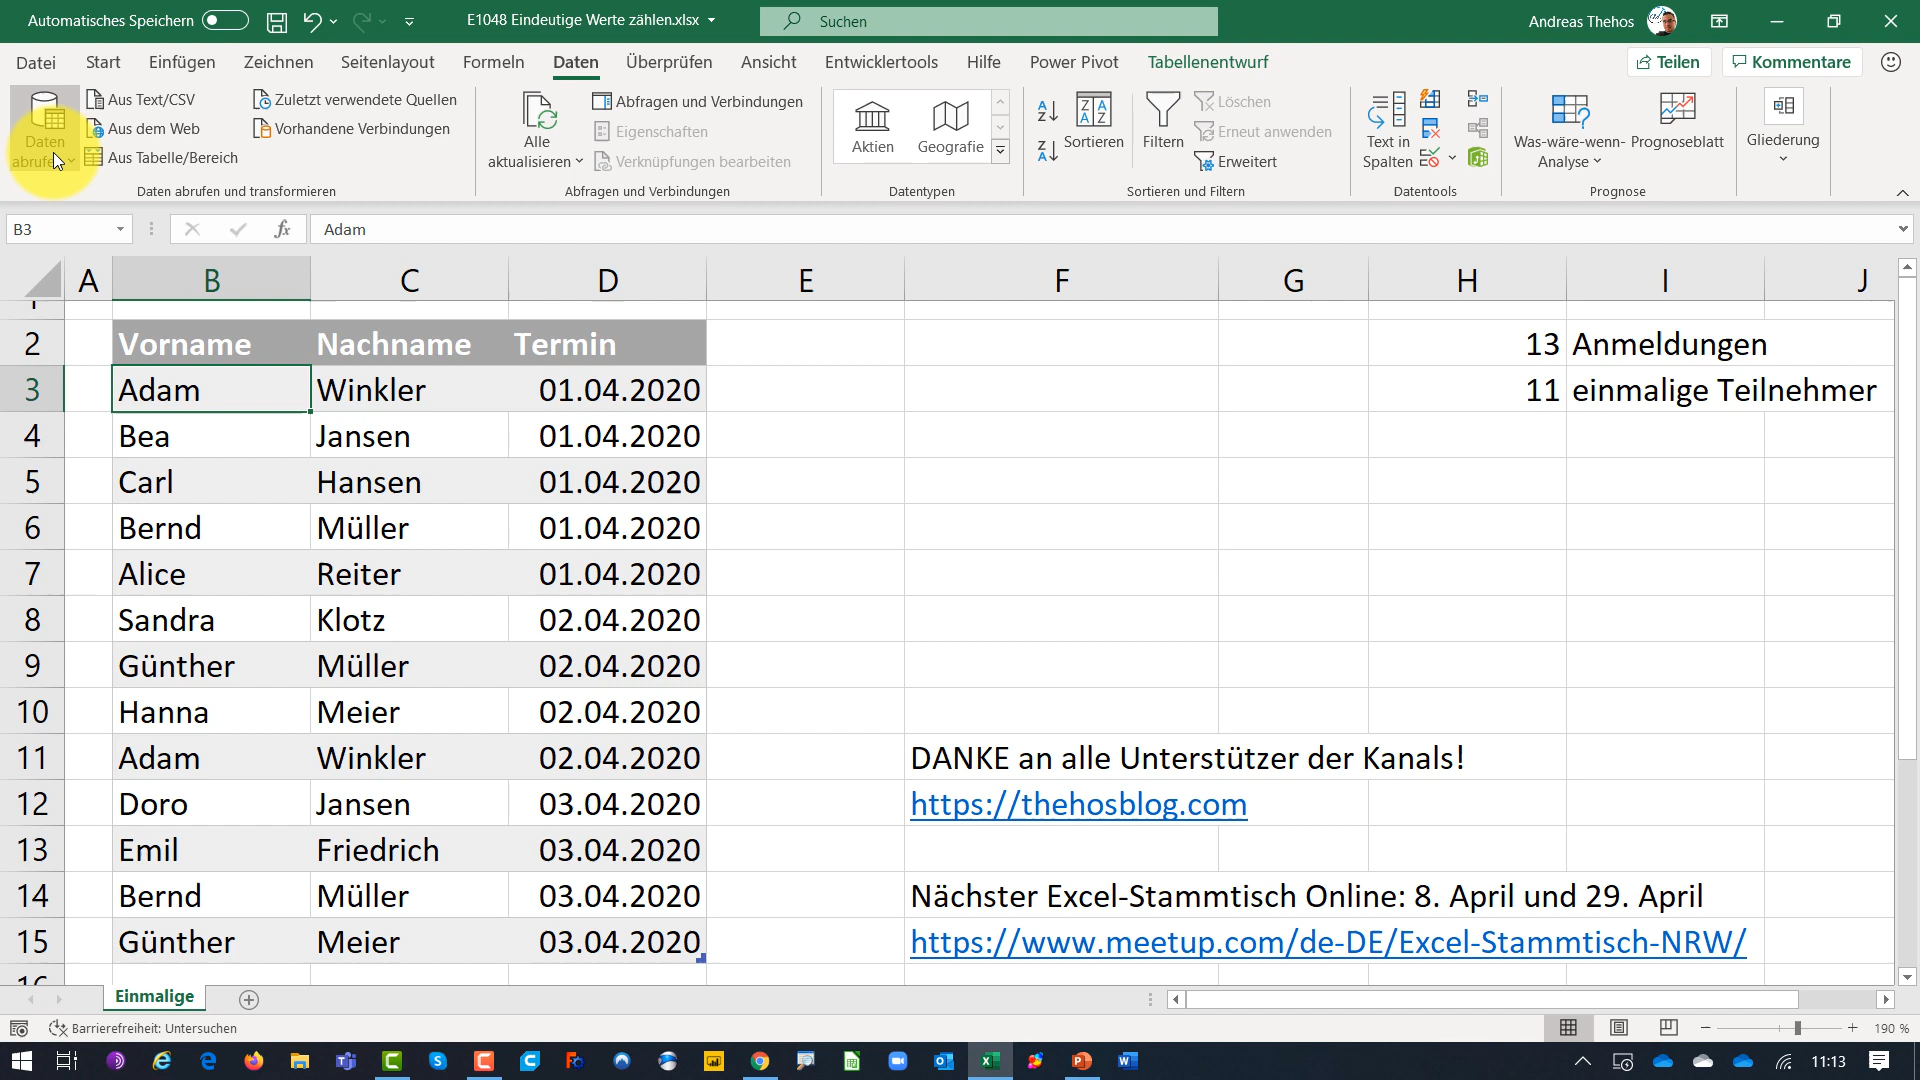 Automatisches Speichern
E1048 Eindeutige Werte zählen.xlsx
Suchen
Andreas Thehos
Datei Start Einfügen Zeichnen Seitenlayout Formeln Daten Überprüfen Ansicht Entwicklertools Hilfe Power Pivot Tabellenentwurf
Teilen Kommentare
Daten abrufen
Aus Text/CSV
Aus dem Web
Aus Tabelle/Bereich
Zuletzt verwendete Quellen
Vorhandene Verbindungen
Daten abrufen und transformieren
Alle aktualisieren
Abfragen und Verbindungen
Eigenschaften
Verknüpfungen bearbeiten
Abfragen und Verbindungen
Aktien Geografie
Datentypen
Sortieren
Filtern
Löschen
Erneut anwenden
Erweitert
Sortieren und Filtern
Text in Spalten
Datentools
Was-wäre-wenn-Analyse
Prognoseblatt
Prognose
Gliederung
B3
fx
Adam
A B C D E F G H I J
2 Vorname Nachname Termin 13 Anmeldungen
3 Adam Winkler 01.04.2020 11 einmalige Teilnehmer
4 Bea Jansen 01.04.2020
5 Carl Hansen 01.04.2020
6 Bernd Müller 01.04.2020
7 Alice Reiter 01.04.2020
8 Sandra Klotz 02.04.2020
9 Günther Müller 02.04.2020
10 Hanna Meier 02.04.2020
11 Adam Winkler 02.04.2020 DANKE an alle Unterstützer der Kanals!
12 Doro Jansen 03.04.2020 https://thehosblog.com
13 Emil Friedrich 03.04.2020
14 Bernd Müller 03.04.2020 Nächster Excel-Stammtisch Online: 8. April und 29. April
15 Günther Meier 03.04.2020 https://www.meetup.com/de-DE/Excel-Stammtisch-NRW/
Einmalige
Barrierefreiheit: Untersuchen
190 %
11:13